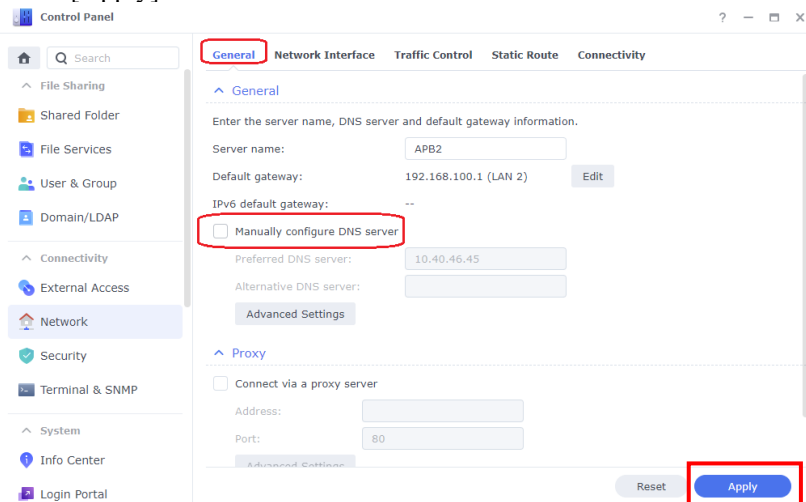 Control Panel
Search
General Network Interface Traffic Control Static Route Connectivity
File Sharing
Shared Folder
File Services
User & Group
Domain/LDAP
Connectivity
External Access
Network
Security
Terminal & SNMP
System
Info Center
Login Portal
General
Enter the server name, DNS server and default gateway information.
Server name: APB2
Default gateway: 192.168.100.1 (LAN 2) Edit
IPv6 default gateway: --
Manually configure DNS server
Preferred DNS server: 10.40.46.45
Alternative DNS server:
Advanced Settings
Proxy
Connect via a proxy server
Address:
Port: 80
Advanced Settings
Reset Apply